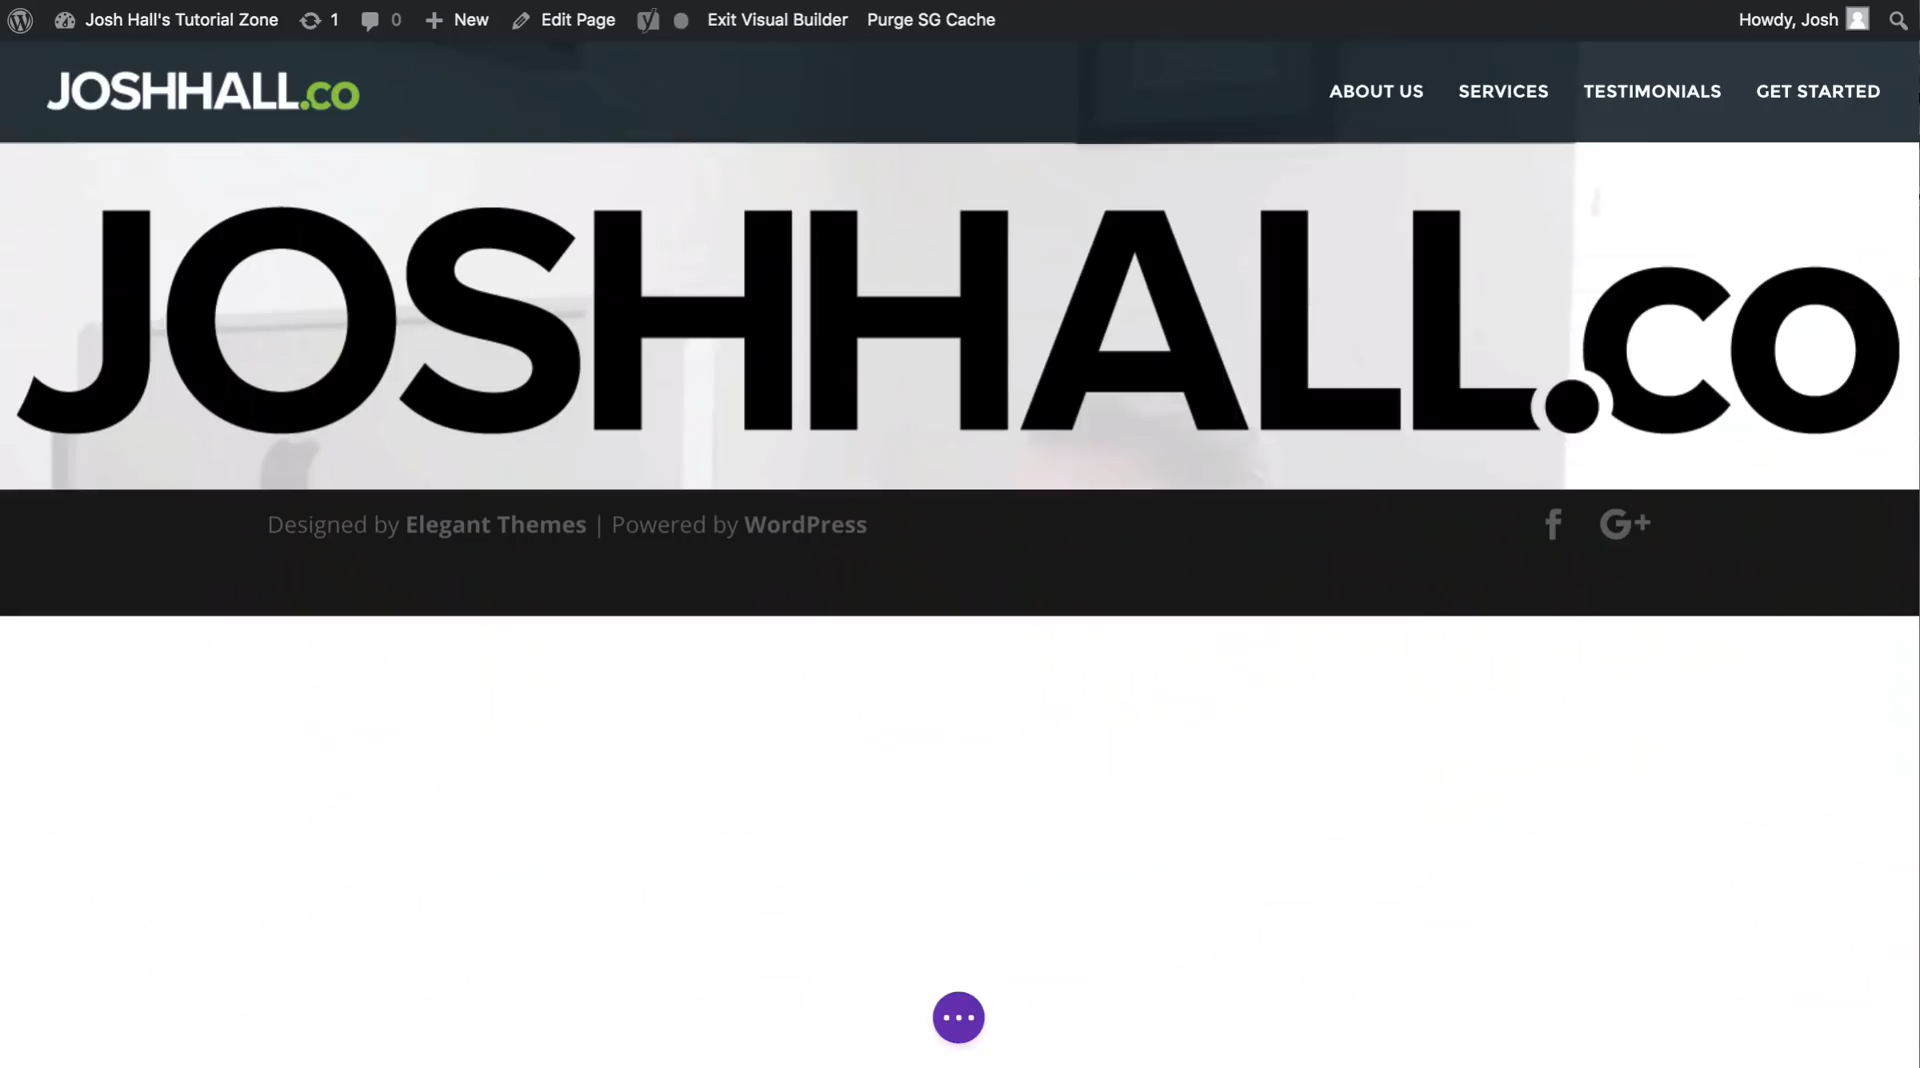 Josh Hall's Tutorial Zone 1 0 New Edit Page Exit Visual Builder Purge SG Cache Howdy, Josh
JOSHHALL.CO
ABOUT US SERVICES TESTIMONIALS GET STARTED
JOSHHALL.CO
Designed by Elegant Themes | Powered by WordPress